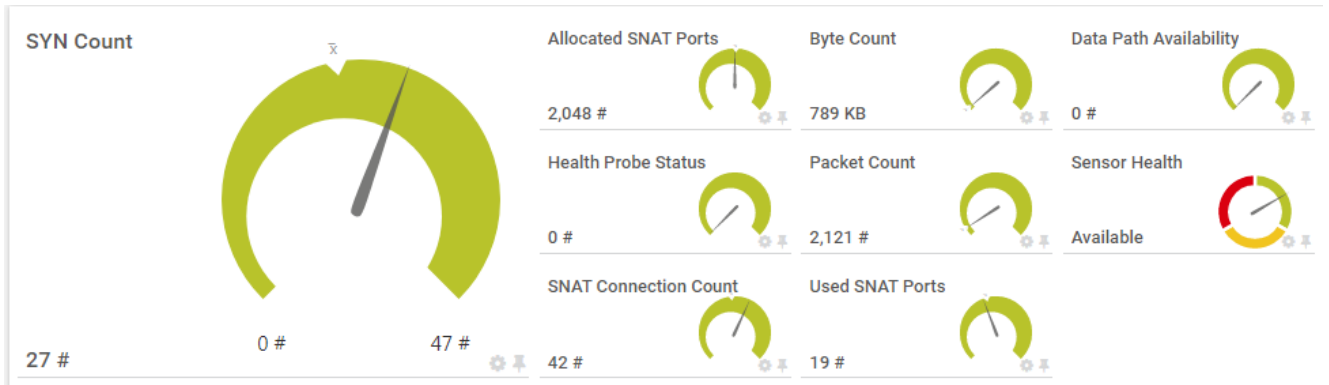 SYN Count
x̄
0 #
47 #
27 #
Allocated SNAT Ports
2,048 #
Byte Count
789 KB
Data Path Availability
0 #
Health Probe Status
0 #
Packet Count
2,121 #
Sensor Health
Available
SNAT Connection Count
42 #
Used SNAT Ports
19 #